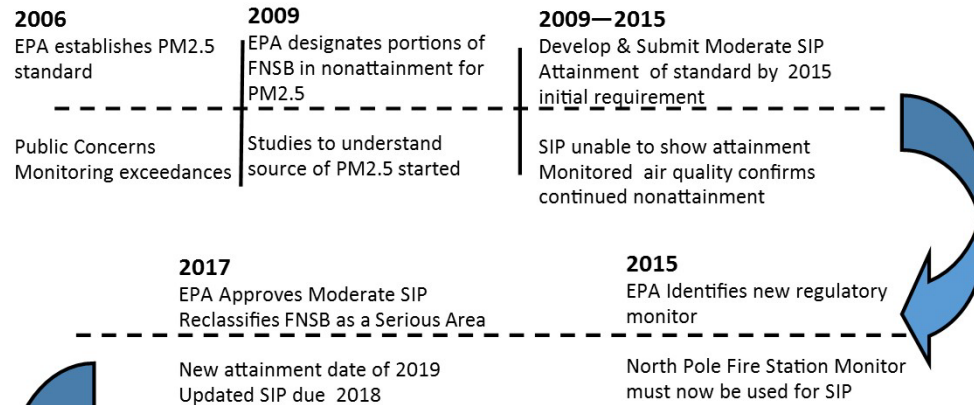 2006
EPA establishes PM2.5
standard
Public Concerns
Monitoring exceedances
2009
EPA designates portions of
FNSB in nonattainment for
PM2.5
Studies to understand
source of PM2.5 started
2009—2015
Develop & Submit Moderate SIP
Attainment of standard by 2015
initial requirement
SIP unable to show attainment
Monitored air quality confirms
continued nonattainment
2015
EPA Identifies new regulatory
monitor
North Pole Fire Station Monitor
must now be used for SIP
2017
EPA Approves Moderate SIP
Reclassifies FNSB as a Serious Area
New attainment date of 2019
Updated SIP due 2018